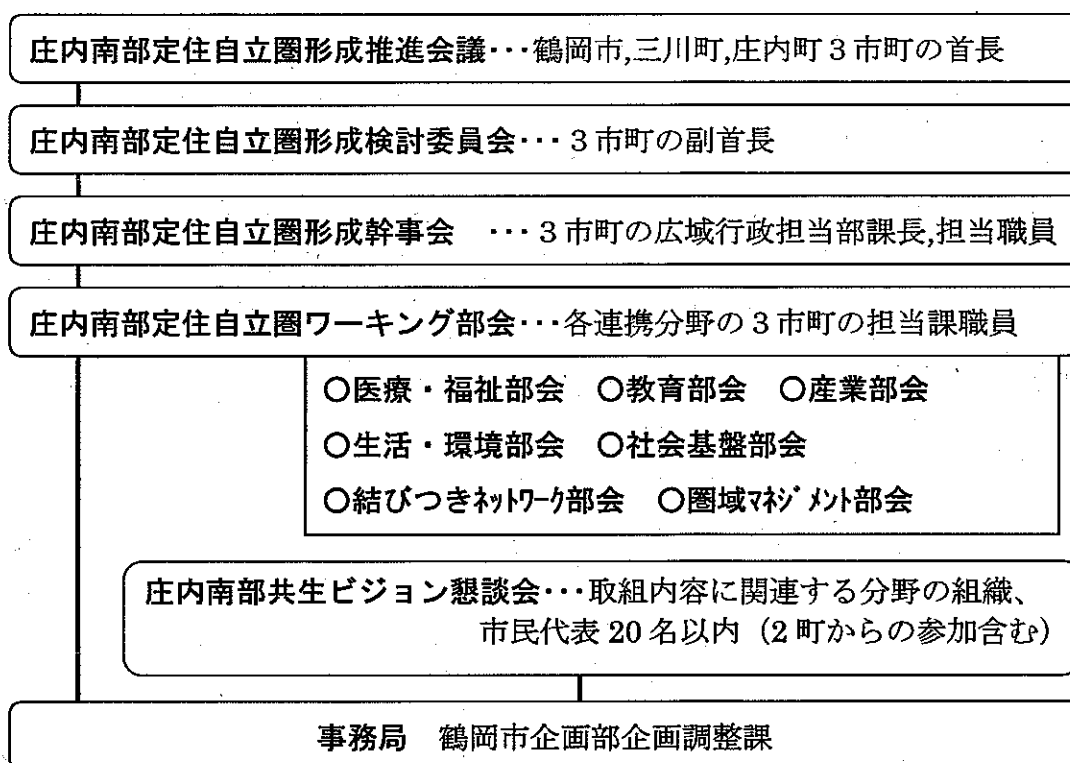 庄内南部定住自立圏形成推進会議･･･鶴岡市,三川町,庄内町3市町の首長
庄内南部定住自立圏形成検討委員会･･･3市町の副首長
庄内南部定住自立圏形成幹事会　･･･3市町の広域行政担当部課長,担当職員
庄内南部定住自立圏ワーキング部会･･･各連携分野の3市町の担当課職員
○医療・福祉部会　○教育部会　○産業部会
○生活・環境部会　○社会基盤部会
○結びつきﾈｯﾄﾜｰｸ部会　○圏域ﾏﾈｼﾞﾒﾝﾄ部会
庄内南部共生ビジョン懇談会･･･取組内容に関連する分野の組織、
市民代表20名以内（2町からの参加含む）
事務局　鶴岡市企画部企画調整課